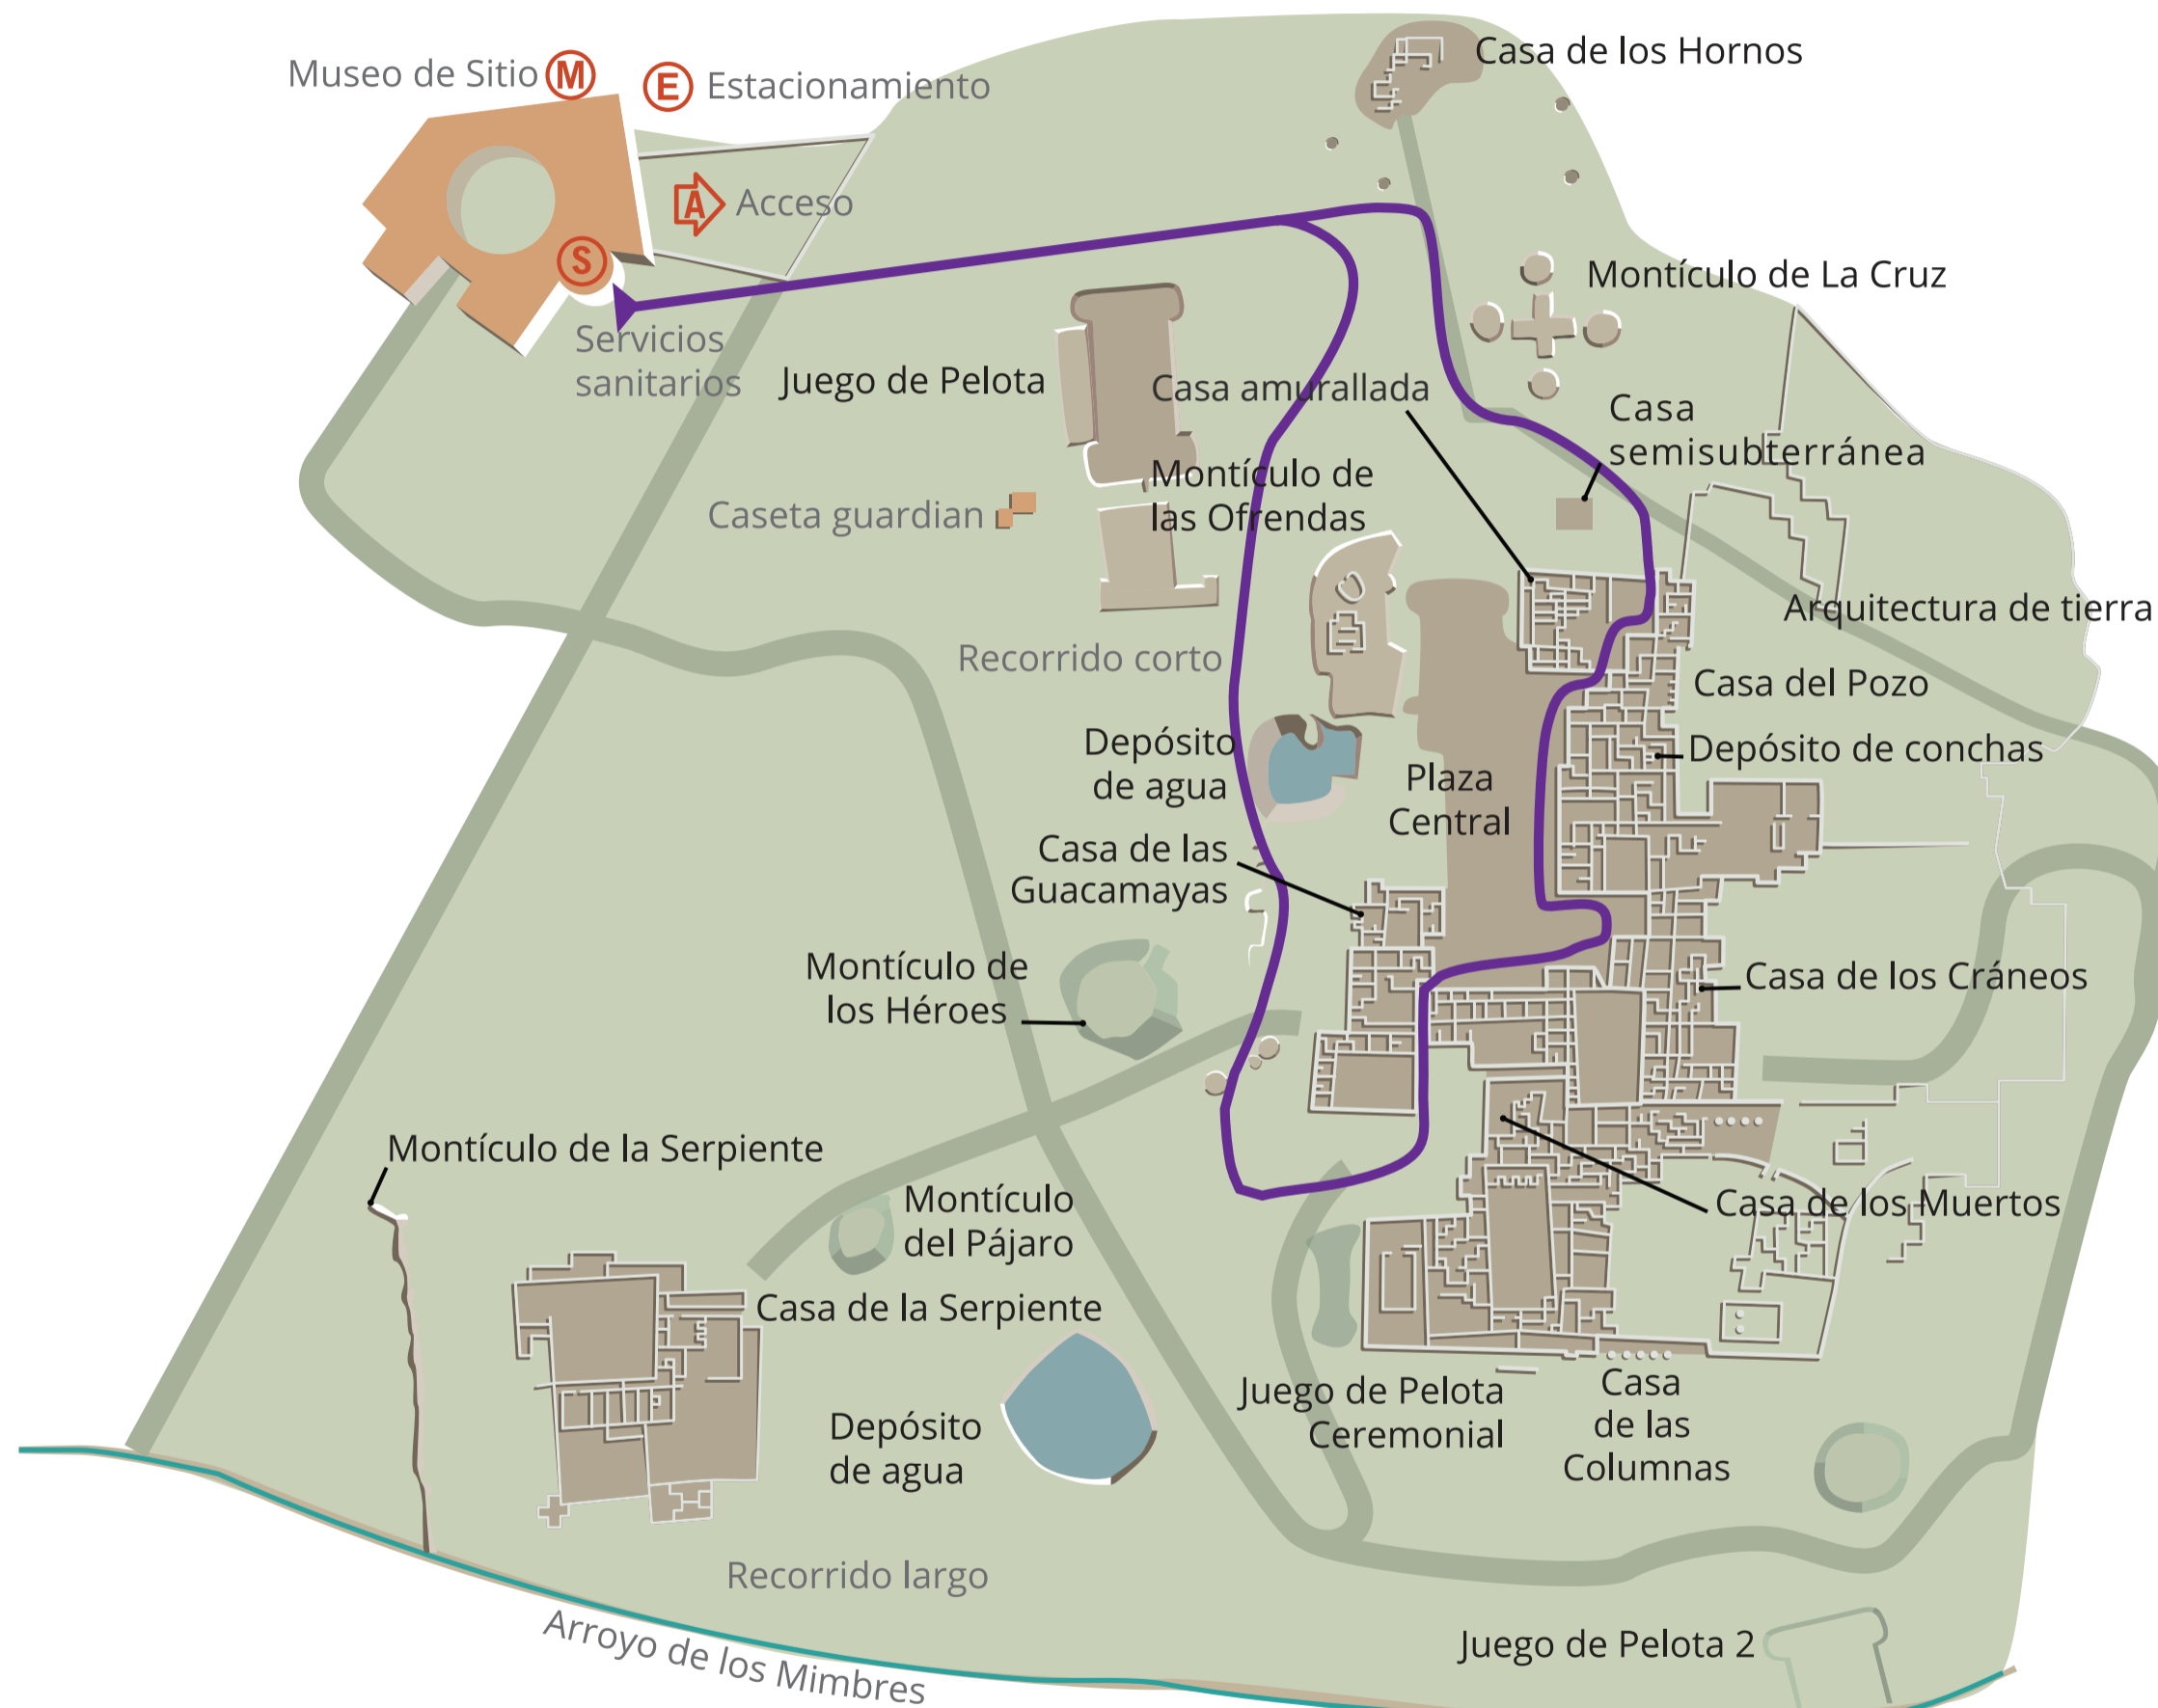 Casa de los Hornos
Museo de Sitio
M
E
Estacionamiento
A
Acceso
S
Servicios
sanitarios
Montículo de La Cruz
Juego de Pelota
Casa amurallada
Casa
semisubterránea
Montículo de
las Ofrendas
Caseta guardian
Arquitectura de tierra
Recorrido corto
Casa del Pozo
Depósito
de agua
Depósito de conchas
Plaza
Central
Casa de las
Guacamayas
Montículo de
los Héroes
Casa de los Cráneos
Montículo de la Serpiente
Montículo
del Pájaro
Casa de los Muertos
Casa de la Serpiente
Juego de Pelota
Ceremonial
Casa
de las
Columnas
Depósito
de agua
Recorrido largo
Arroyo de los Mimbres
Juego de Pelota 2